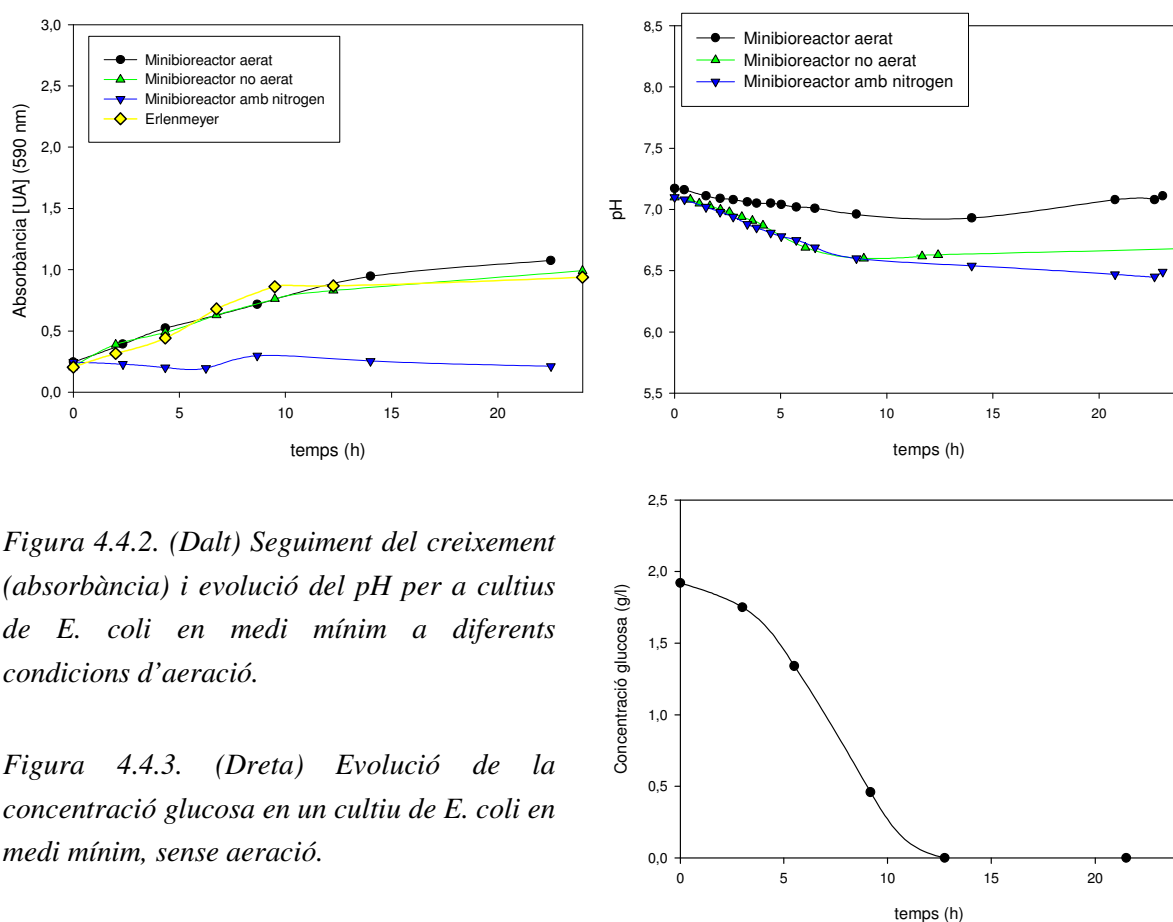 3,0
2,5
2,0
1,5
1,0
0,5
0,0
Absorbància [UA] (590 nm)
Minibioreactor aerat
Minibioreactor no aerat
Minibioreactor amb nitrogen
Erlenmeyer
0 5 10 15 20
temps (h)
8,5
8,0
7,5
7,0
6,5
6,0
5,5
pH
Minibioreactor aerat
Minibioreactor no aerat
Minibioreactor amb nitrogen
0 5 10 15 20
temps (h)
Figura 4.4.2. (Dalt) Seguiment del creixement
(absorbància) i evolució del pH per a cultius
de E. coli en medi mínim a diferents
condicions d’aeració.
Figura 4.4.3. (Dreta) Evolució de la
concentració glucosa en un cultiu de E. coli en
medi mínim, sense aeració.
2,5
2,0
1,5
1,0
0,5
0,0
Concentració glucosa (g/l)
0 5 10 15 20
temps (h)